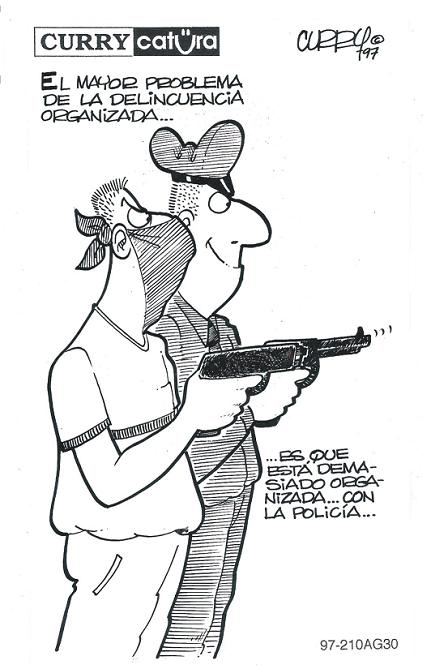 CURRY catÜra
CURRY ©
'97
EL MAYOR PROBLEMA
DE LA DELINCUENCIA
ORGANIZADA...
...ES QUE
ESTÁ DEMA-
SIADO ORGA-
NIZADA... CON
LA POLICÍA...
97-210AG30